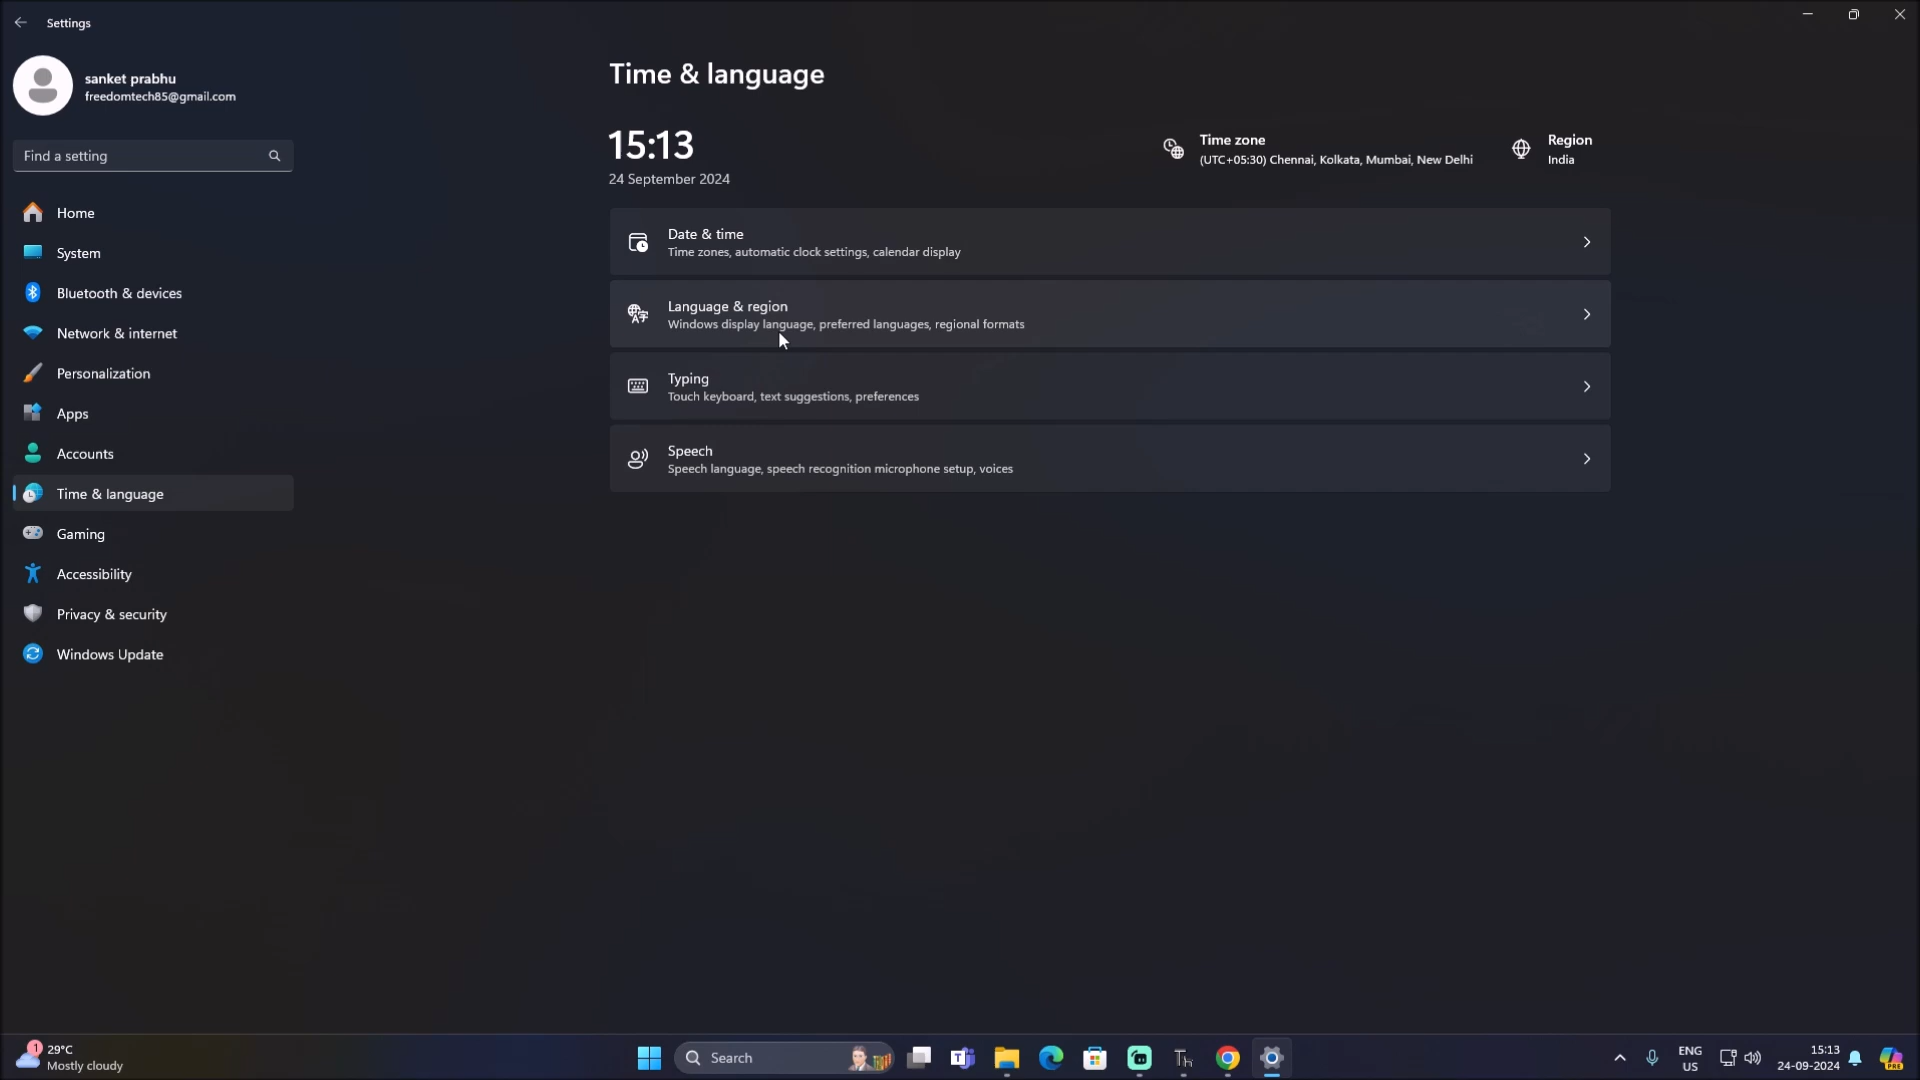 Settings
sanket prabhu
freedomtech85@gmail.com
Find a setting
Home
System
Bluetooth & devices
Network & internet
Personalization
Apps
Accounts
Time & language
Gaming
Accessibility
Privacy & security
Windows Update
Time & language
15:13
24 September 2024
Time zone
(UTC+05:30) Chennai, Kolkata, Mumbai, New Delhi
Region
India
Date & time
Time zones, automatic clock settings, calendar display
Language & region
Windows display language, preferred languages, regional formats
Typing
Touch keyboard, text suggestions, preferences
Speech
Speech language, speech recognition microphone setup, voices
1
29°C
Mostly cloudy
Search
ENG
US
15:13
24-09-2024
PRE